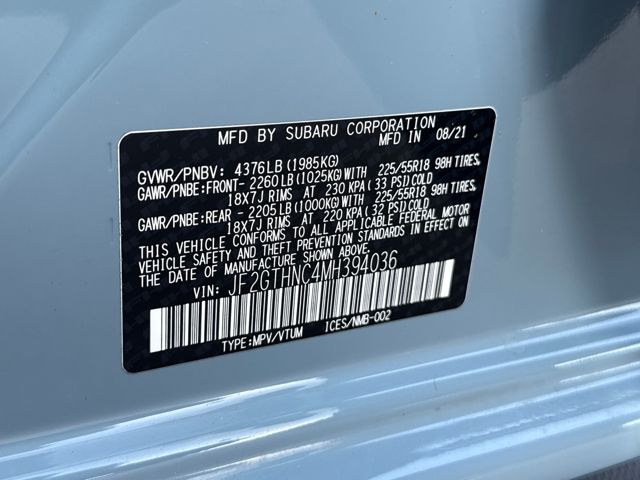 MFD BY SUBARU CORPORATION
MFD IN 08/21
GVWR/PNBV: 4376LB(1985KG)
GAWR/PNBE:FRONT- 2260LB(1025KG)WITH 225/55R18 98H TIRES,
18X7J RIMS AT 230 KPA(33 PSI)COLD
GAWR/PNBE:REAR - 2205LB(1000KG)WITH 225/55R18 98H TIRES,
18X7J RIMS AT 220 KPA(32 PSI)COLD
THIS VEHICLE CONFORMS TO ALL APPLICABLE FEDERAL MOTOR
VEHICLE SAFETY AND THEFT PREVENTION STANDARDS IN EFFECT ON
THE DATE OF MANUFACTURE SHOWN ABOVE.
VIN: JF2GTHNC4MH394036
TYPE:MPV/VTUM ICES/NMB-002